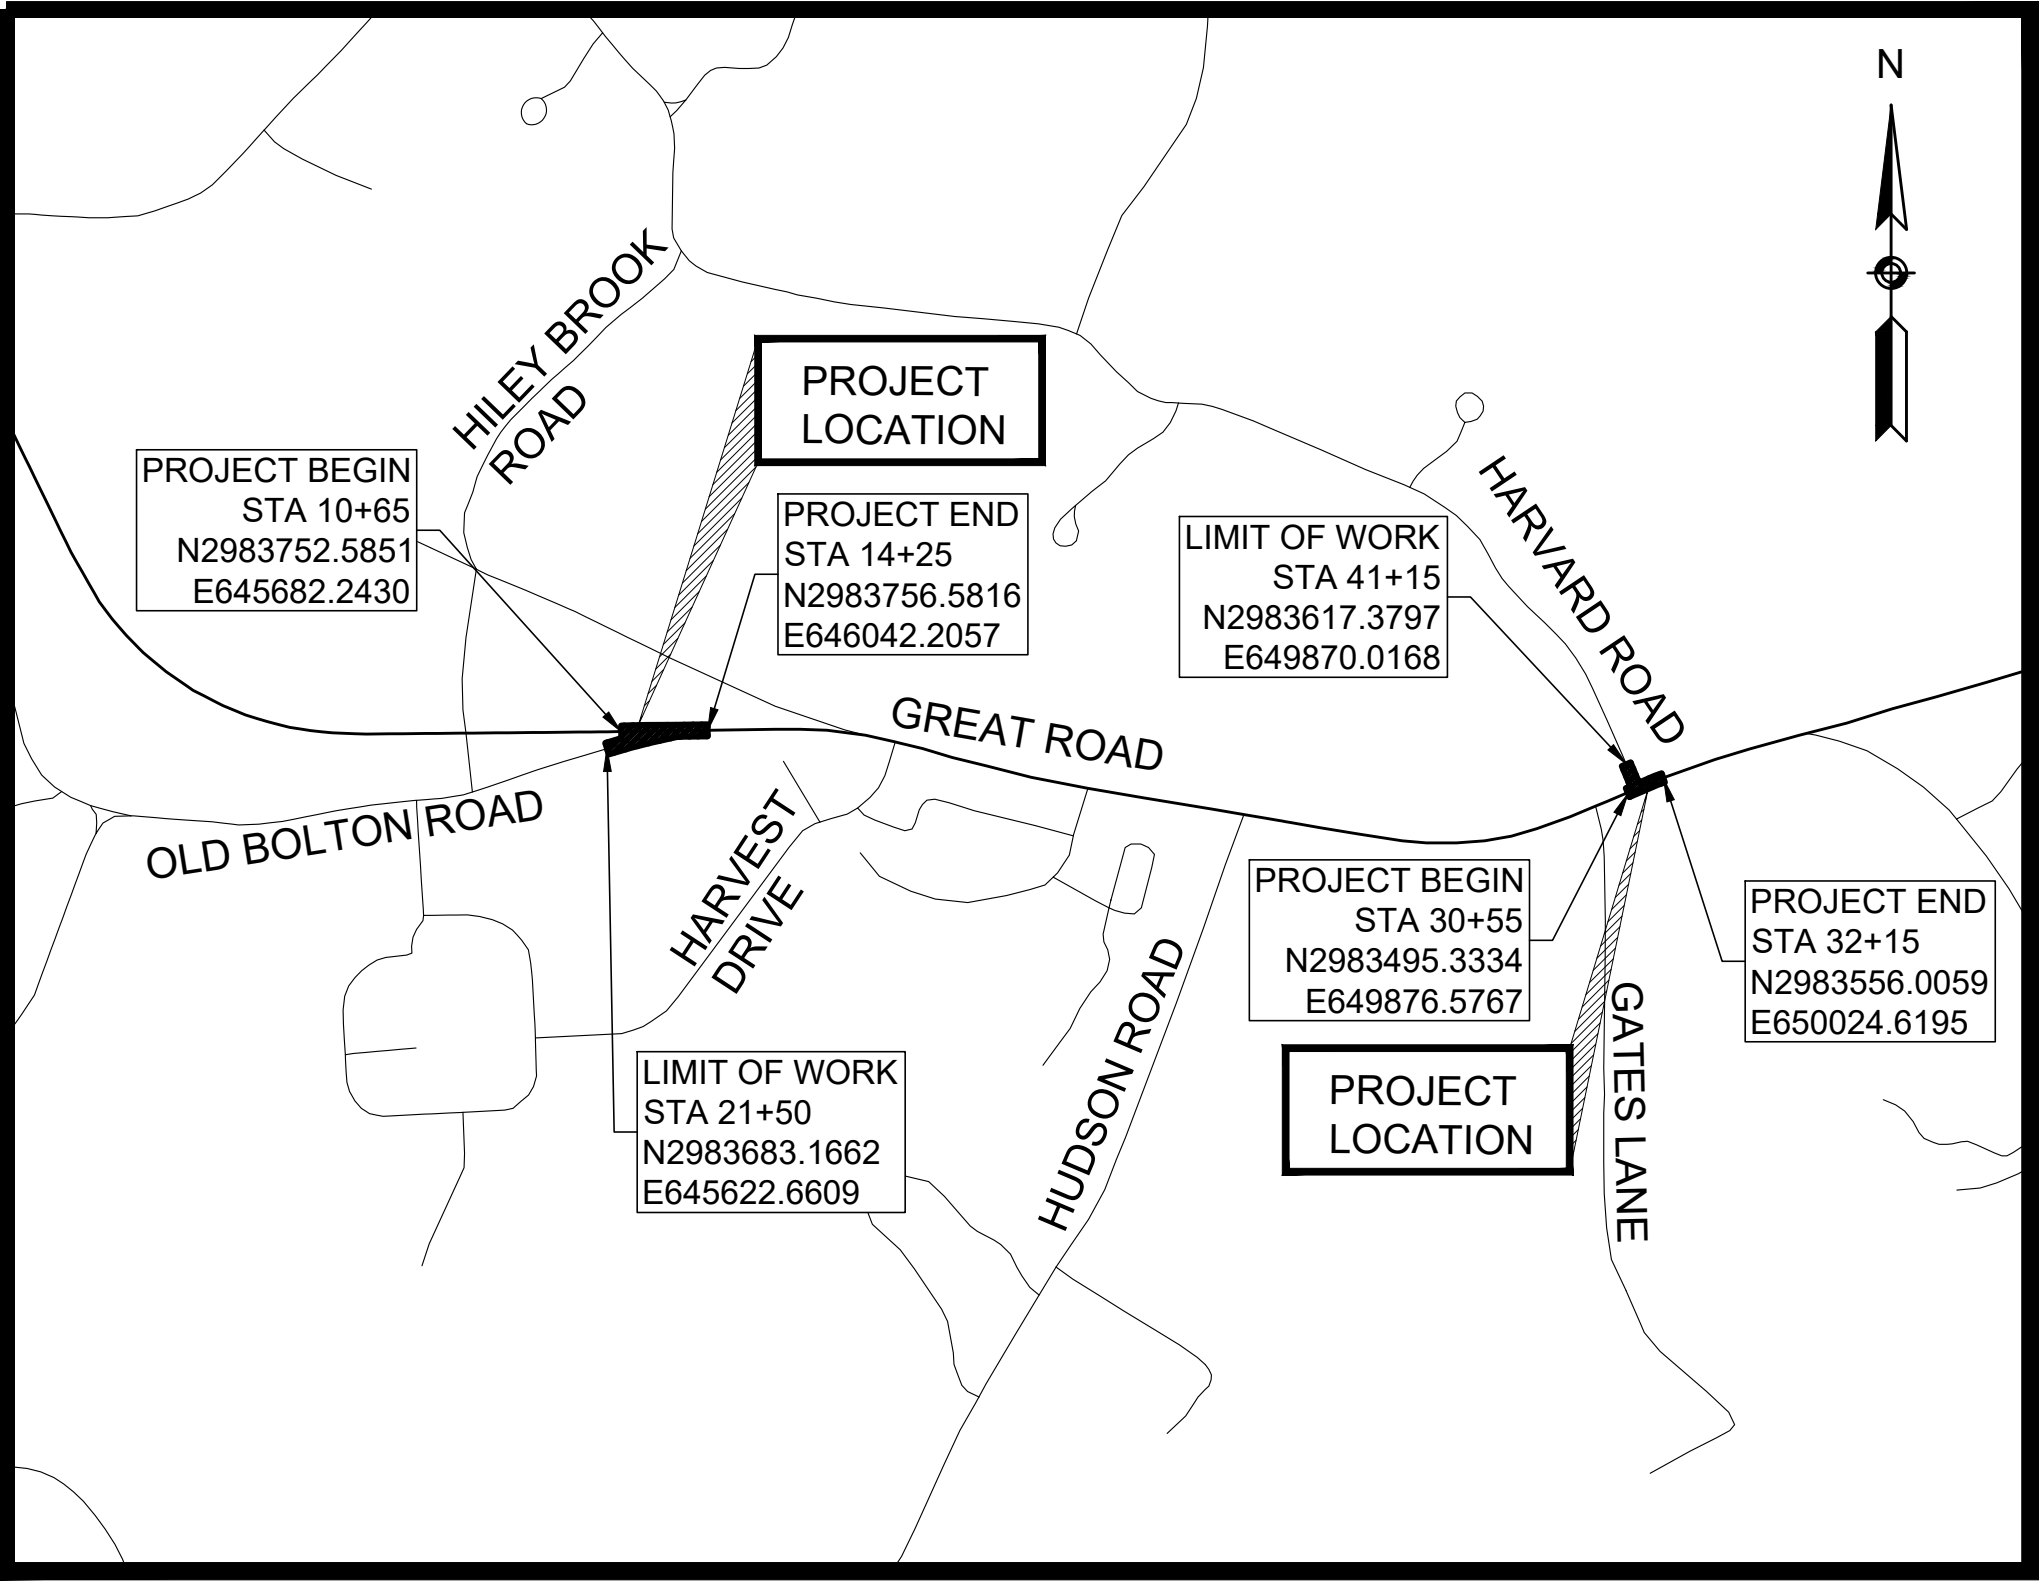 N
HILEY BROOK
ROAD
PROJECT
LOCATION
PROJECT BEGIN
STA 10+65
N2983752.5851
E645682.2430
PROJECT END
STA 14+25
N2983756.5816
E646042.2057
LIMIT OF WORK
STA 41+15
N2983617.3797
E649870.0168
HARVARD ROAD
GREAT ROAD
OLD BOLTON ROAD
HARVEST
DRIVE
PROJECT BEGIN
STA 30+55
N2983495.3334
E649876.5767
PROJECT END
STA 32+15
N2983556.0059
E650024.6195
HUDSON ROAD
GATES LANE
LIMIT OF WORK
STA 21+50
N2983683.1662
E645622.6609
PROJECT
LOCATION